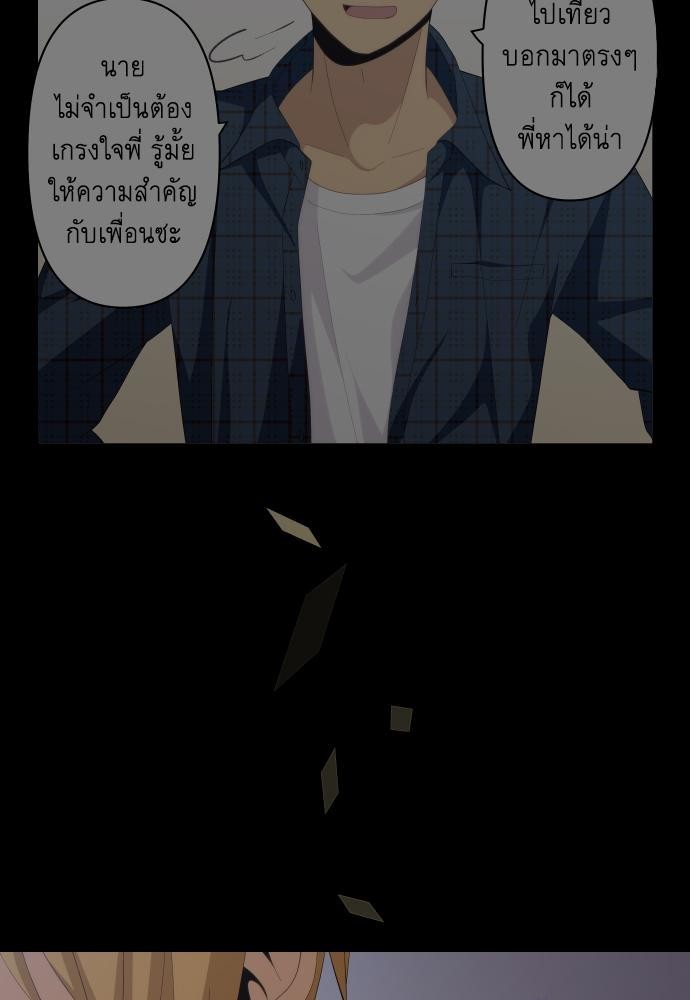 ไปเที่ยว
บอกมาตรงๆ
ก็ได้
พี่หาได้น่า
นาย
ไม่จำเป็นต้อง
เกรงใจพี่ รู้มั้ย
ให้ความสำคัญ
กับเพื่อนซะ